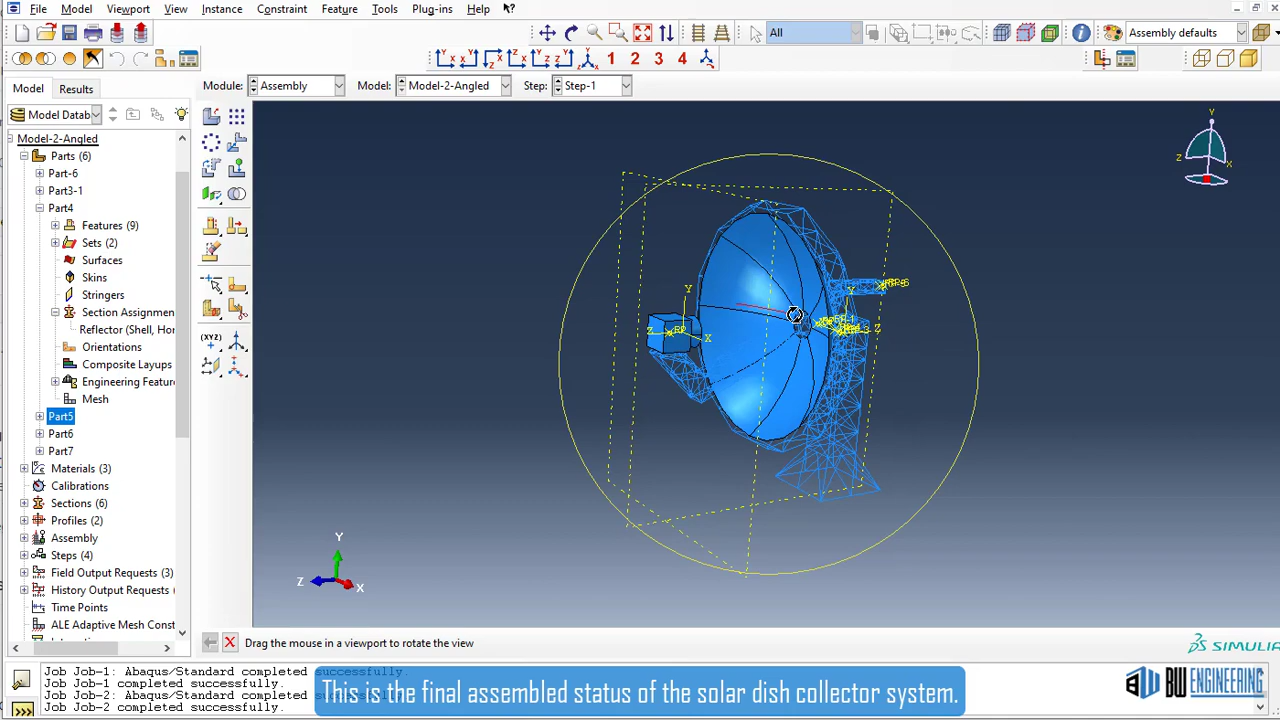 File Model Viewport View Instance Constraint Feature Tools Plug-ins Help
All
Assembly defaults
1 2 3 4
Model Results
Module: Assembly Model: Model-2-Angled Step: Step-1
Model Datab
Model-2-Angled
Parts (6)
Part-6
Part3-1
Part4
Features (9)
Sets (2)
Surfaces
Skins
Stringers
Section Assignmen
Reflector (Shell, Hor
Orientations
Composite Layups
Engineering Feature
Mesh
Part5
Part6
Part7
Materials (3)
Calibrations
Sections (6)
Profiles (2)
Assembly
Steps (4)
Field Output Requests (3)
History Output Requests
Time Points
ALE Adaptive Mesh Const
Y
Z
X
Y
Z
RP
X
Y
Z
Y
Z
X
(XYZ)
Drag the mouse in a viewport to rotate the view
SIMULIA
Job Job-1: Abaqus/Standard completed successfully.
Job Job-1 completed successfully.
Job Job-2: Abaqus/Standard completed
Job Job-2 completed successfully.
This is the final assembled status of the solar dish collector system.
BW ENGINEERING